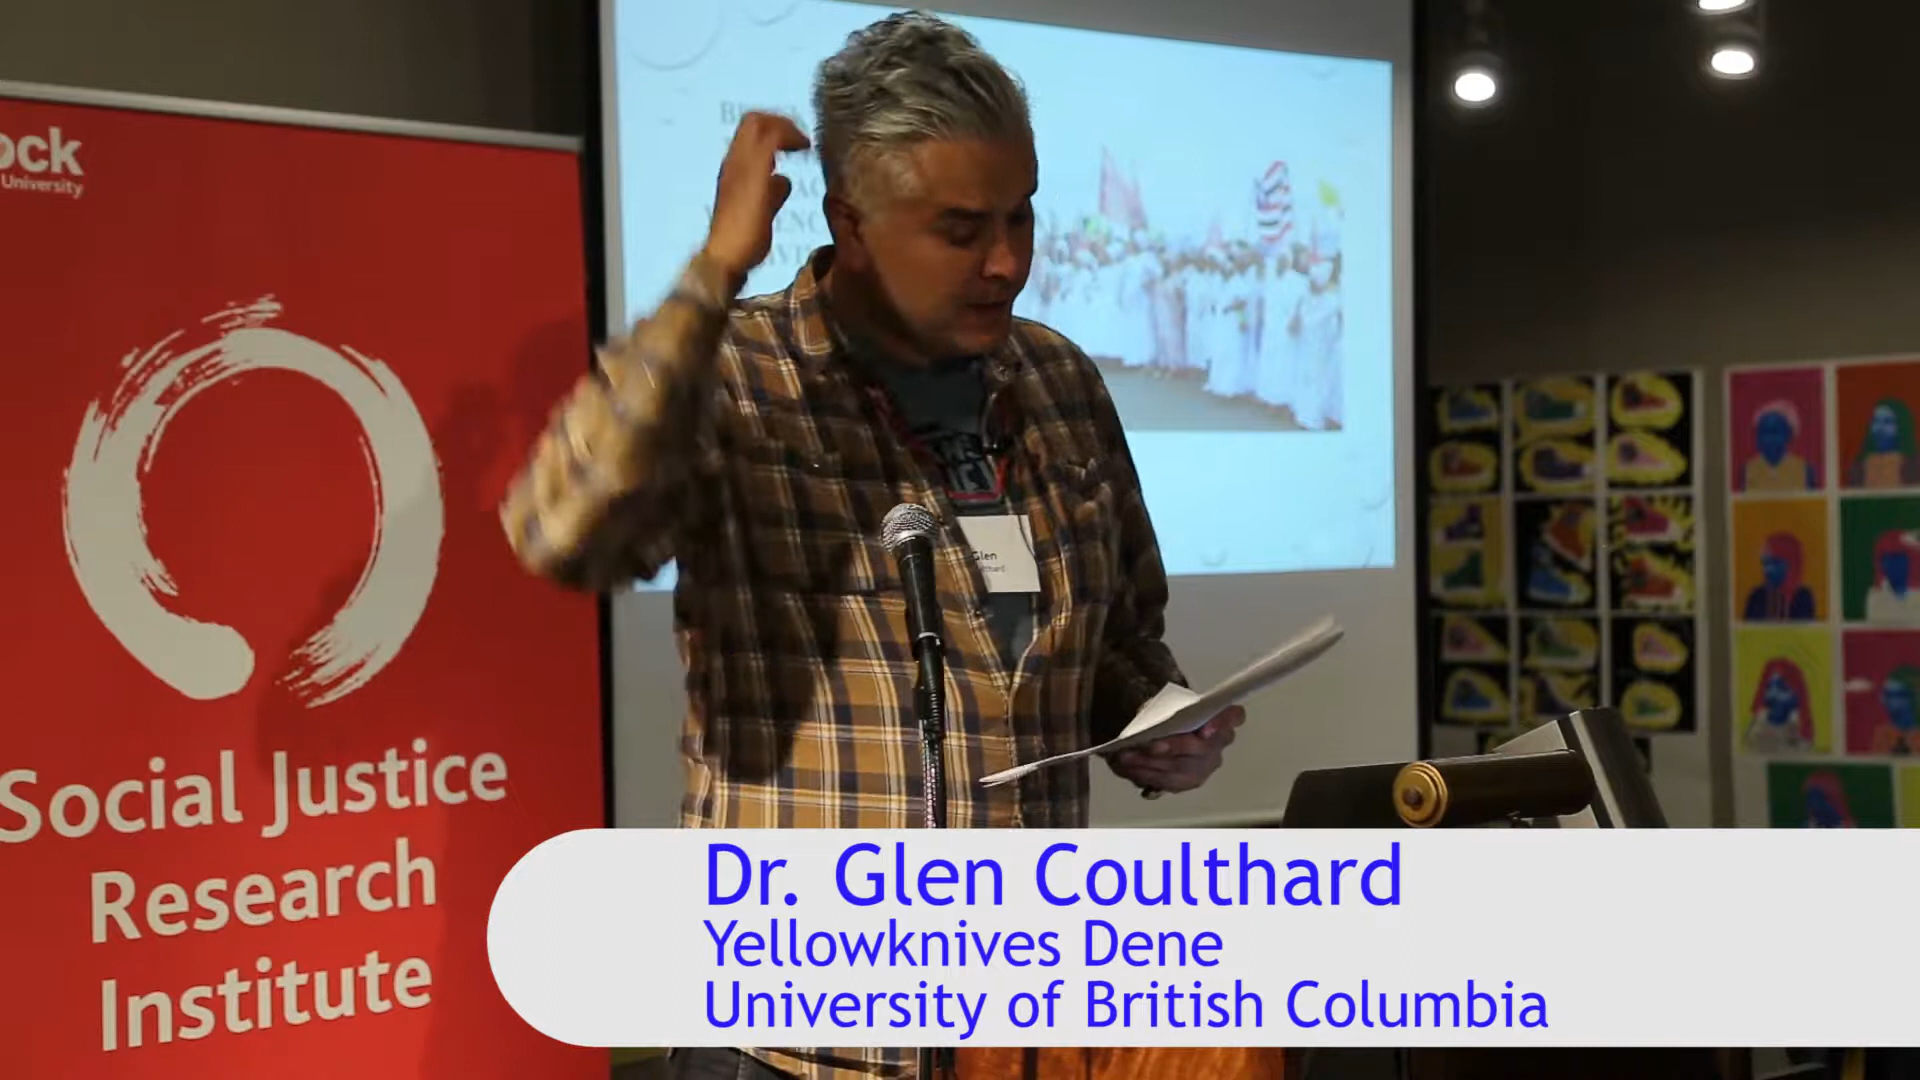 ock
University
Social Justice
Research
Institute
Glen
Dr. Glen Coulthard
Yellowknives Dene
University of British Columbia